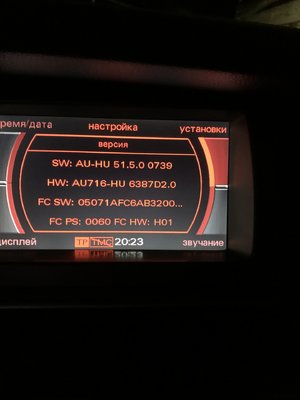 ремя/дата настройка установки
версия
SW: AU-HU 51.5.0 0739
HW: AU716-HU 6387D2.0
FC SW: 05071AFC6AB3200...
FC PS: 0060 FC HW: H01
дисплей TP TMC 20:23 звучание